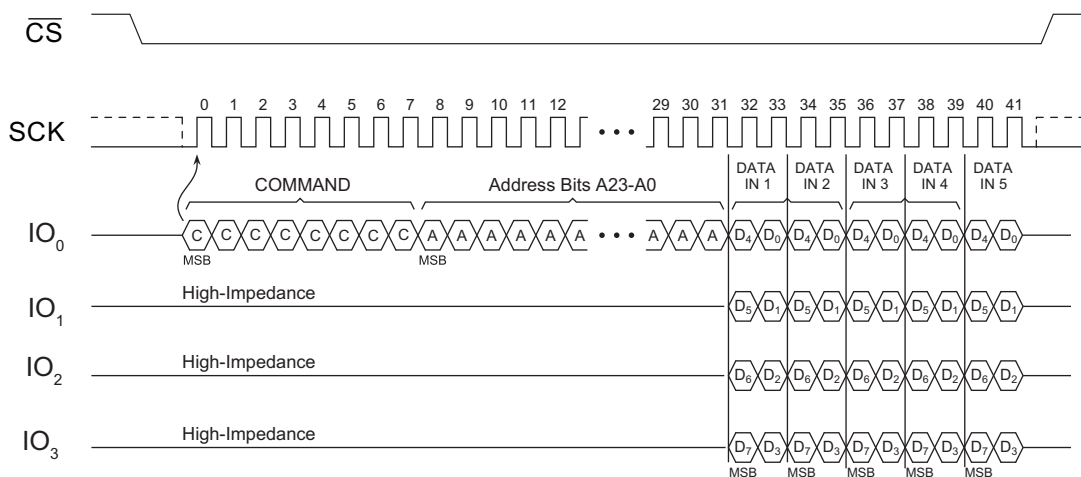 CS
0 1 2 3 4 5 6 7 8 9 10 11 12 29 30 31 32 33 34 35 36 37 38 39 40 41
SCK • • •
COMMAND Address Bits A23-A0 DATA IN 1 DATA IN 2 DATA IN 3 DATA IN 4 DATA IN 5
IO0 C C C C C C C C A A A A A A • • • A A A D4 D0 D4 D0 D4 D0 D4 D0 D4 D0
MSB MSB
High-Impedance
IO1 D5 D1 D5 D1 D5 D1 D5 D1 D5 D1
High-Impedance
IO2 D6 D2 D6 D2 D6 D2 D6 D2 D6 D2
High-Impedance
IO3 D7 D3 D7 D3 D7 D3 D7 D3 D7 D3
MSB MSB MSB MSB MSB